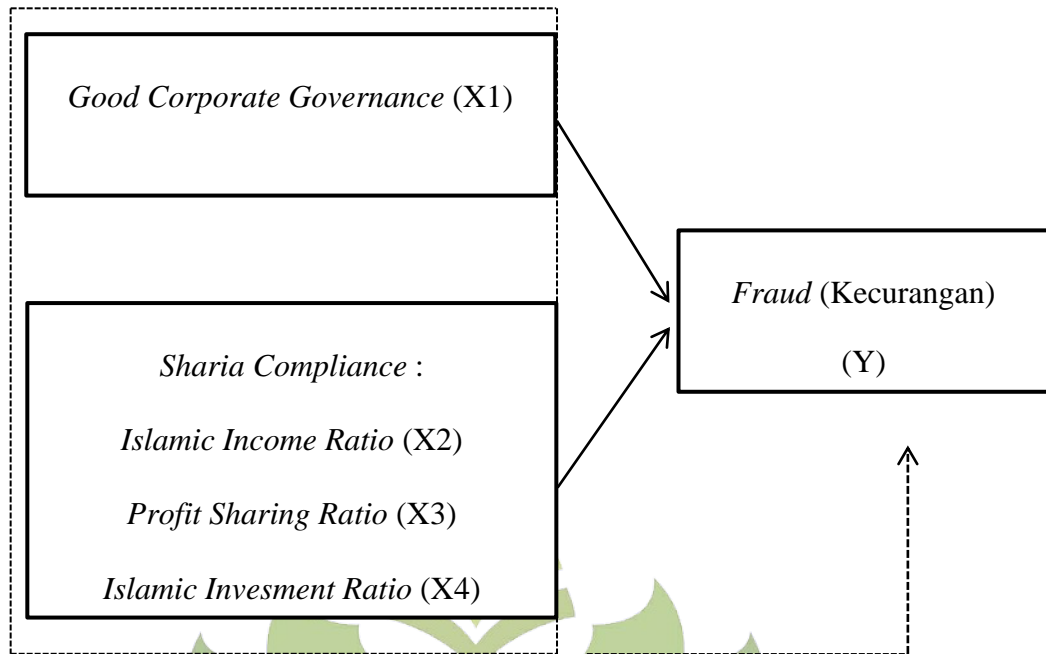 Good Corporate Governance (X1)
Sharia Compliance :
Islamic Income Ratio (X2)
Profit Sharing Ratio (X3)
Islamic Invesment Ratio (X4)
Fraud (Kecurangan)
(Y)